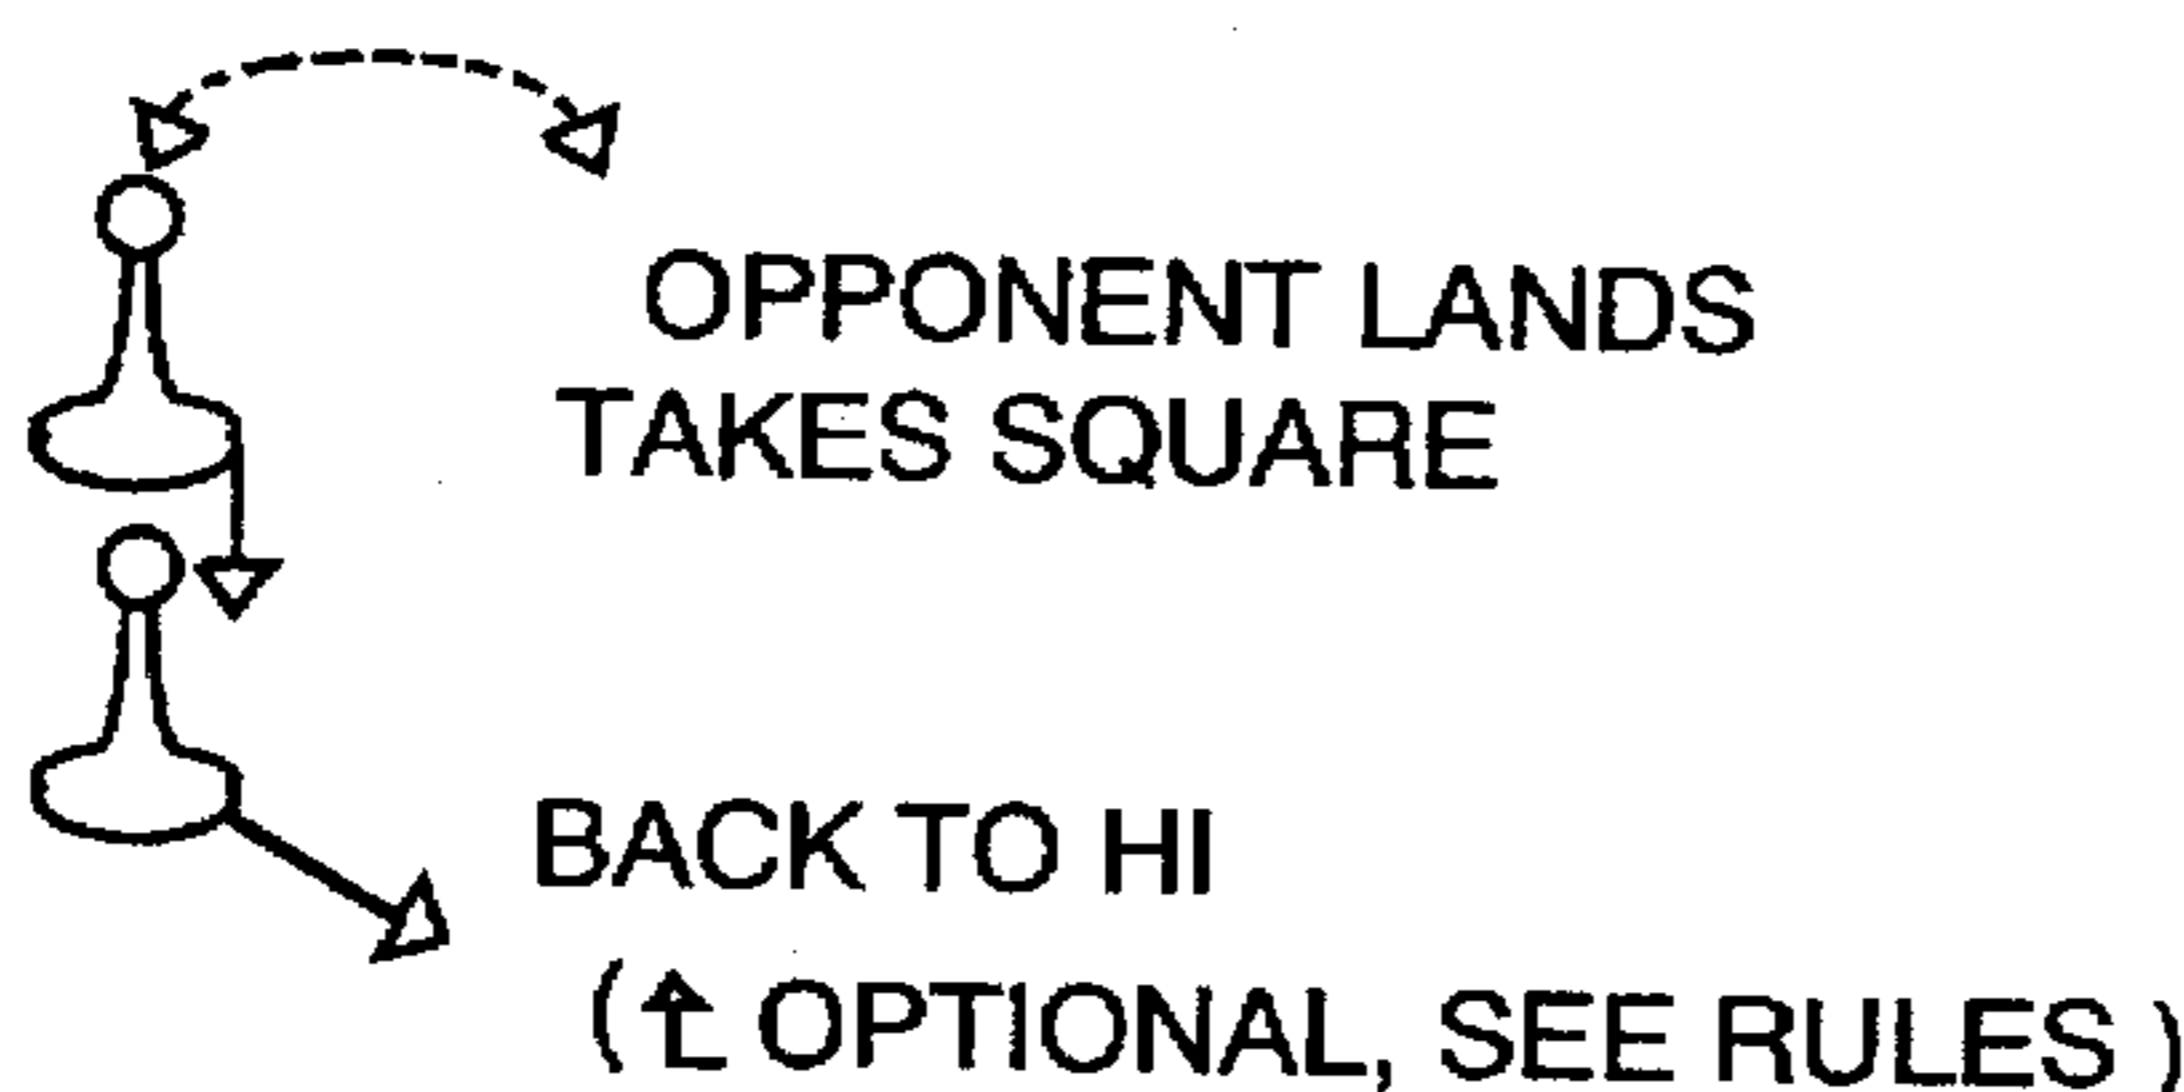 OPPONENT LANDS
TAKES SQUARE
BACK TO HI
(↑ OPTIONAL, SEE RULES )